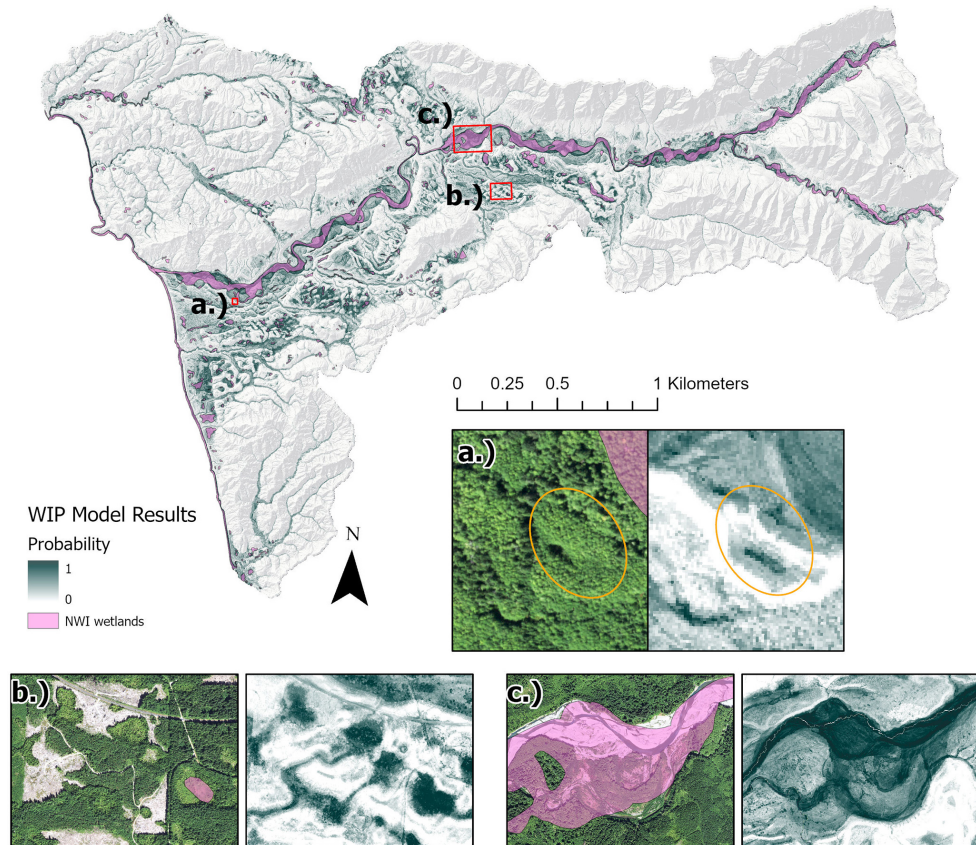 c.)
b.)
a.)
0 0.25 0.5 1 Kilometers
a.)
WIP Model Results
Probability
1
0
NWI wetlands
N
b.)
c.)